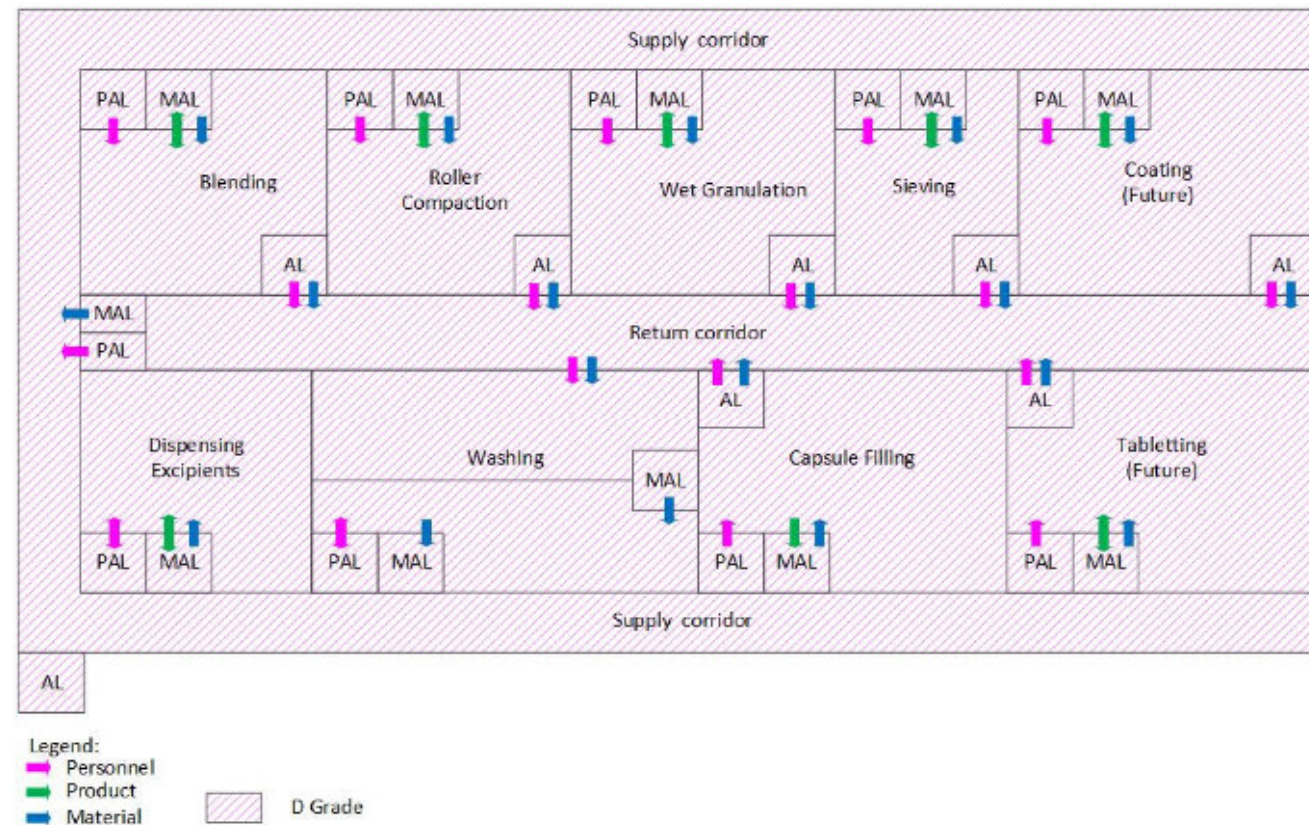 Supply corridor
PAL MAL PAL MAL PAL MAL PAL MAL PAL MAL
Blending
Roller
Compaction
Wet Granulation
Sieving
Coating
(Future)
AL AL AL AL AL
MAL
Return corridor
PAL
AL AL
Dispensing
Excipients
Washing
MAL
Capsule Filling
Tabletting
(Future)
PAL MAL PAL MAL PAL MAL PAL MAL
Supply corridor
AL
Legend:
Personnel
Product
Material
D Grade